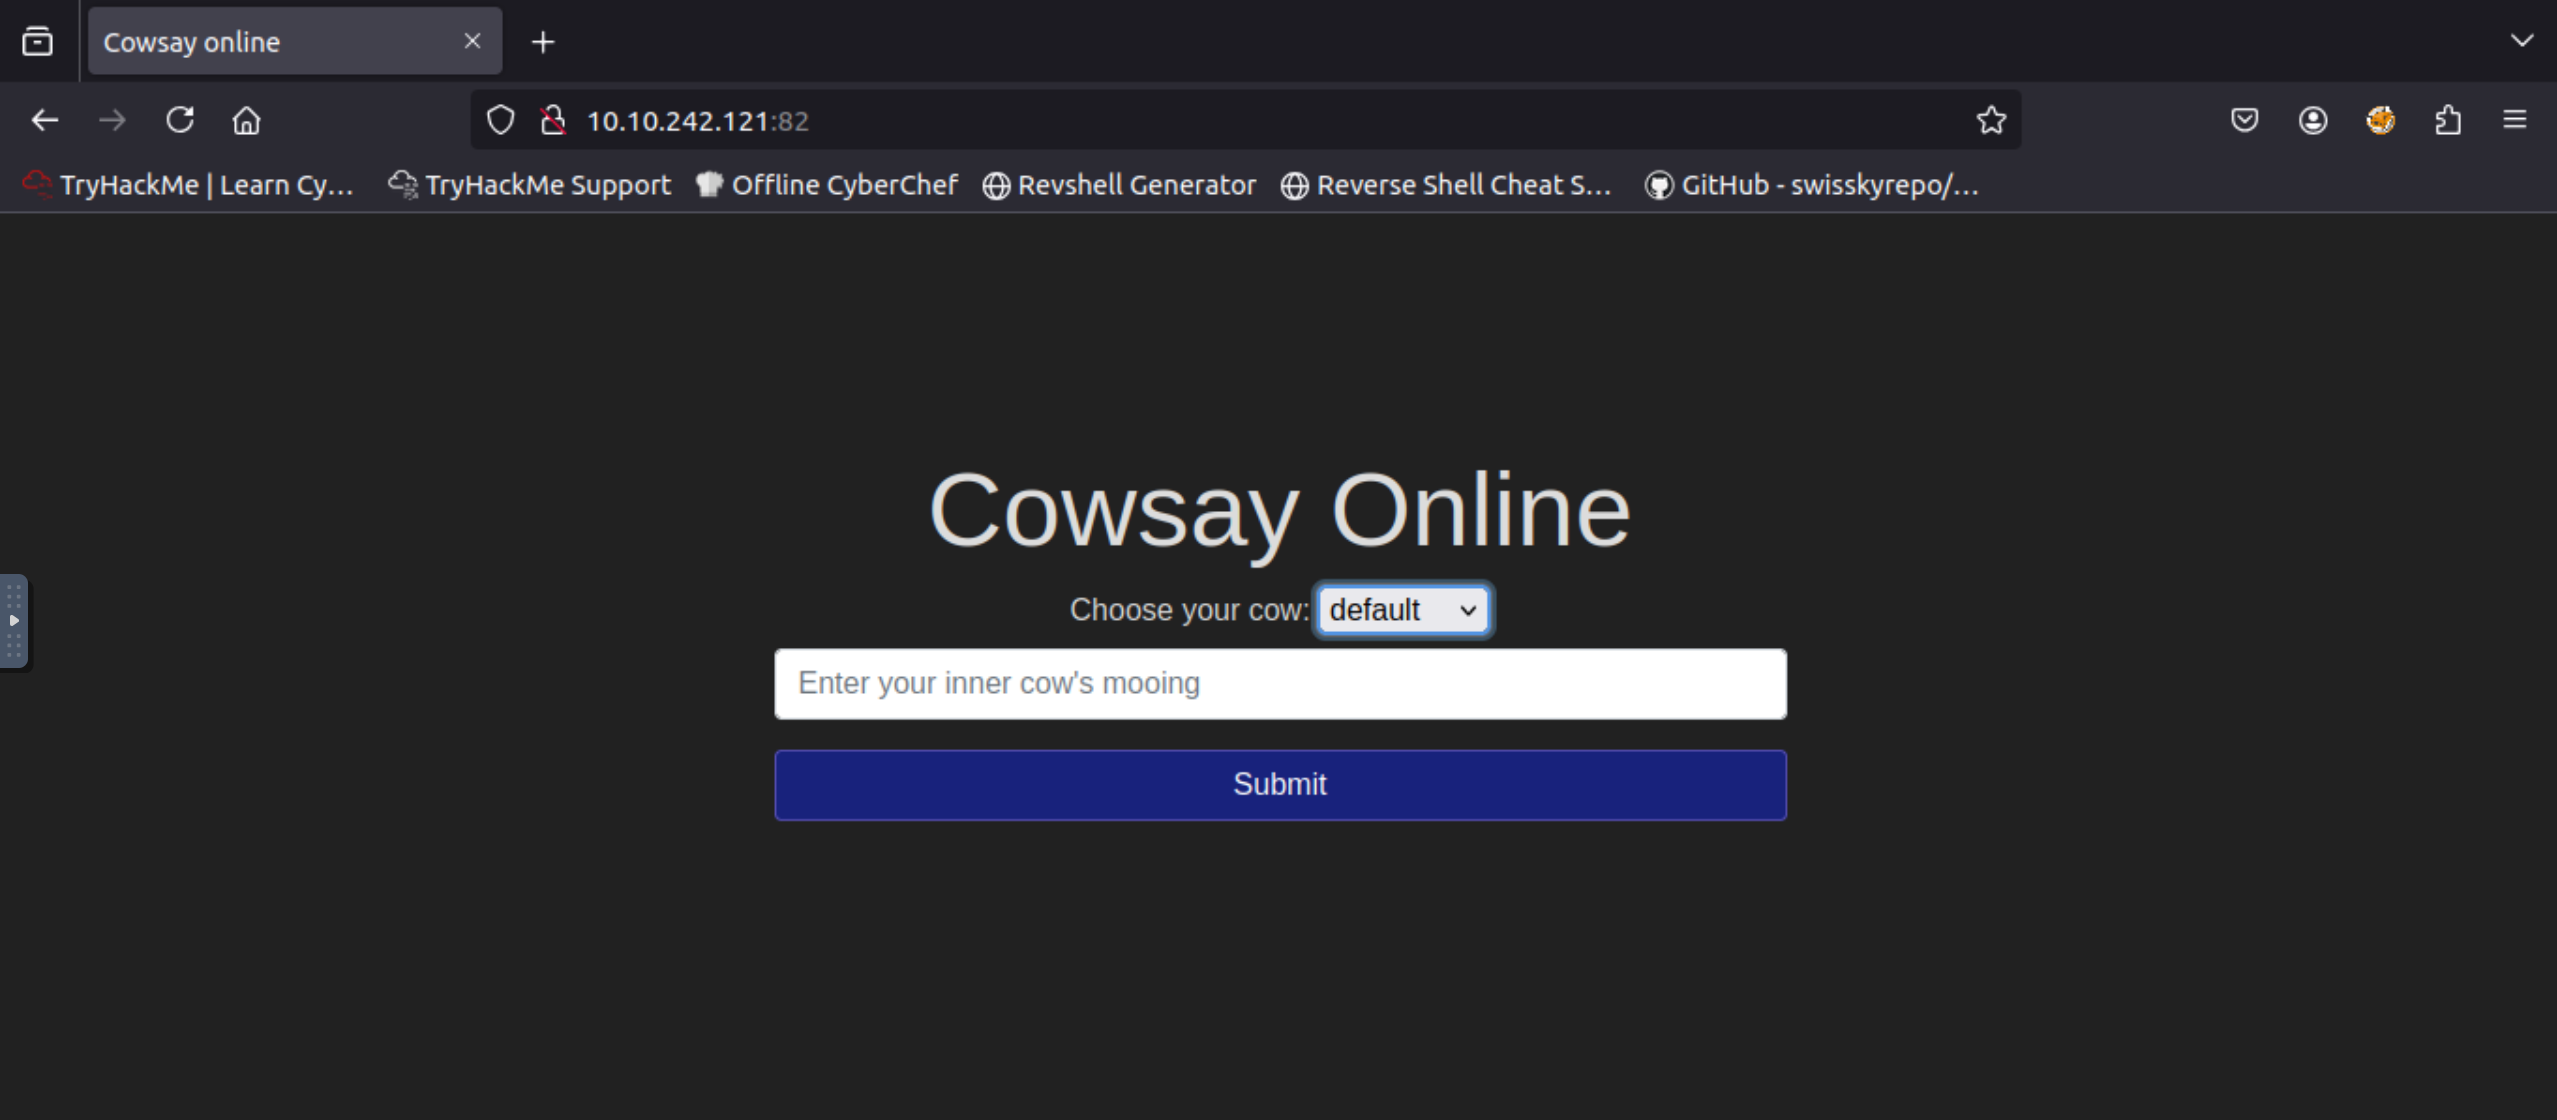 Cowsay online
10.10.242.121:82
TryHackMe | Learn Cy... TryHackMe Support Offline CyberChef Revshell Generator Reverse Shell Cheat S... GitHub - swisskyrepo/...
Cowsay Online
Choose your cow: default
Enter your inner cow's mooing
Submit